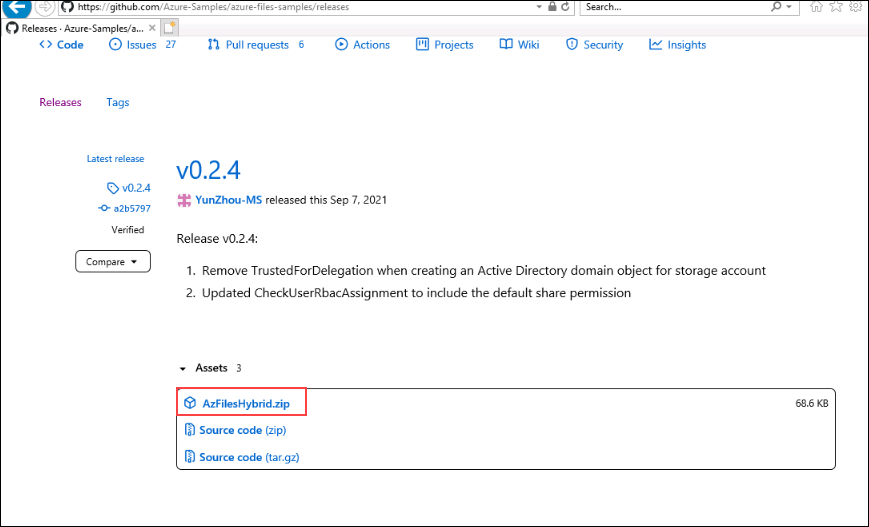 https://github.com/Azure-Samples/azure-files-samples/releases
Search...
Releases · Azure-Samples/a...
Code Issues 27 Pull requests 6 Actions Projects Wiki Security Insights
Releases Tags
Latest release
v0.2.4
a2b5797
Verified
Compare
v0.2.4
YunZhou-MS released this Sep 7, 2021
Release v0.2.4:
1. Remove TrustedForDelegation when creating an Active Directory domain object for storage account
2. Updated CheckUserRbacAssignment to include the default share permission
Assets 3
AzFilesHybrid.zip 68.6 KB
Source code (zip)
Source code (tar.gz)